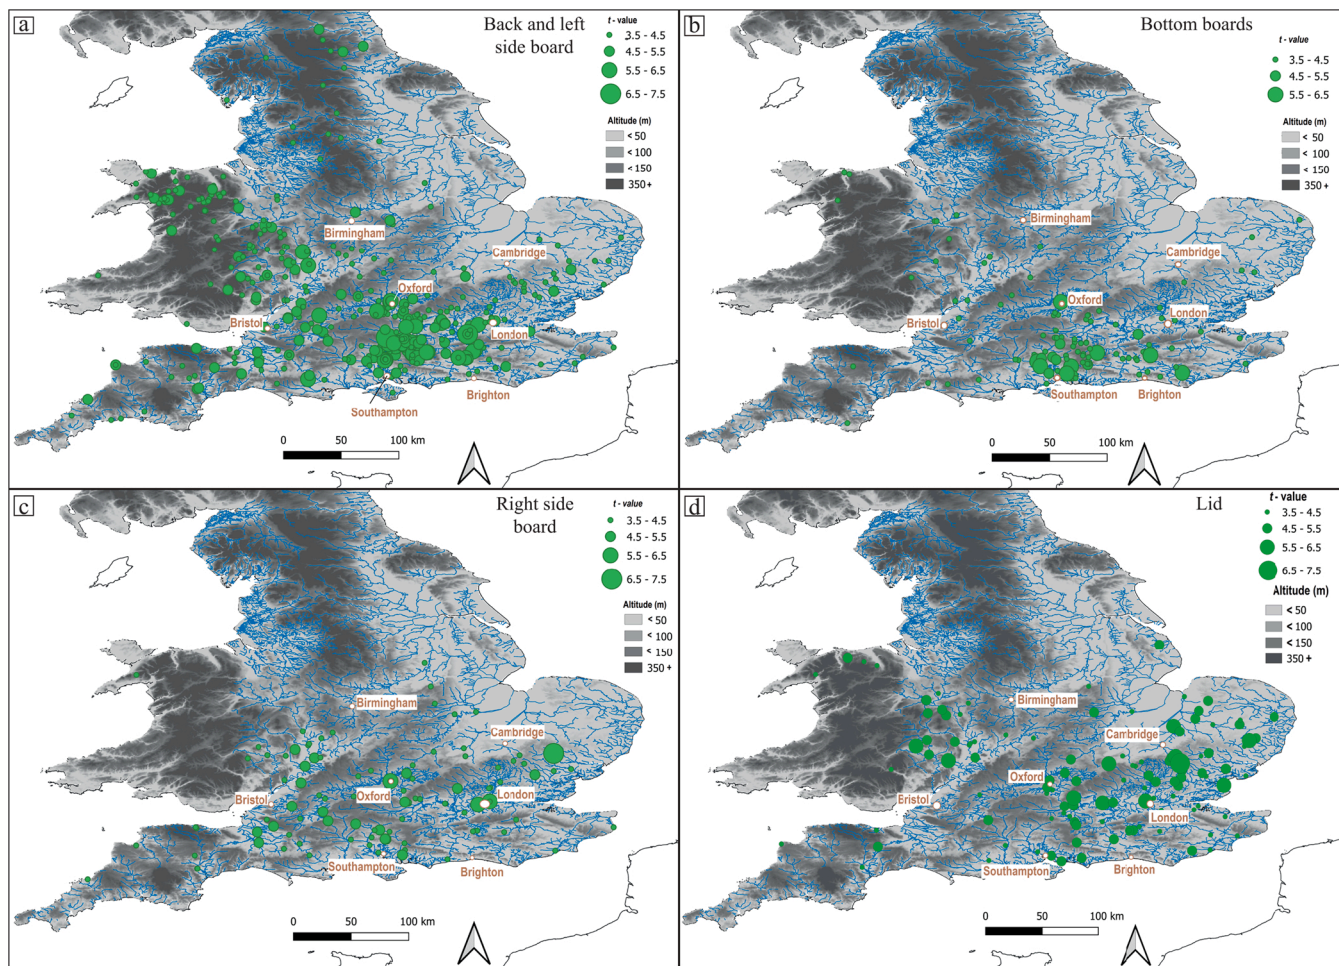 a
Back and left
side board
t - value
3.5 - 4.5
4.5 - 5.5
5.5 - 6.5
6.5 - 7.5
Altitude (m)
< 50
< 100
< 150
350 +
Birmingham
Cambridge
Oxford
Bristol
London
Southampton
Brighton
0 50 100 km
b
Bottom boards
t - value
3.5 - 4.5
4.5 - 5.5
5.5 - 6.5
Altitude (m)
< 50
< 100
< 150
350 +
Birmingham
Cambridge
Oxford
London
Bristol
Southampton
Brighton
0 50 100 km
c
Right side
board
t - value
3.5 - 4.5
4.5 - 5.5
5.5 - 6.5
6.5 - 7.5
Altitude (m)
< 50
< 100
< 150
350 +
Birmingham
Cambridge
Oxford
London
Bristol
Southampton
Brighton
0 50 100 km
d
Lid
t - value
3.5 - 4.5
4.5 - 5.5
5.5 - 6.5
6.5 - 7.5
Altitude (m)
< 50
< 100
< 150
350 +
Birmingham
Cambridge
Oxford
Bristol
London
Southampton
Brighton
0 50 100 km